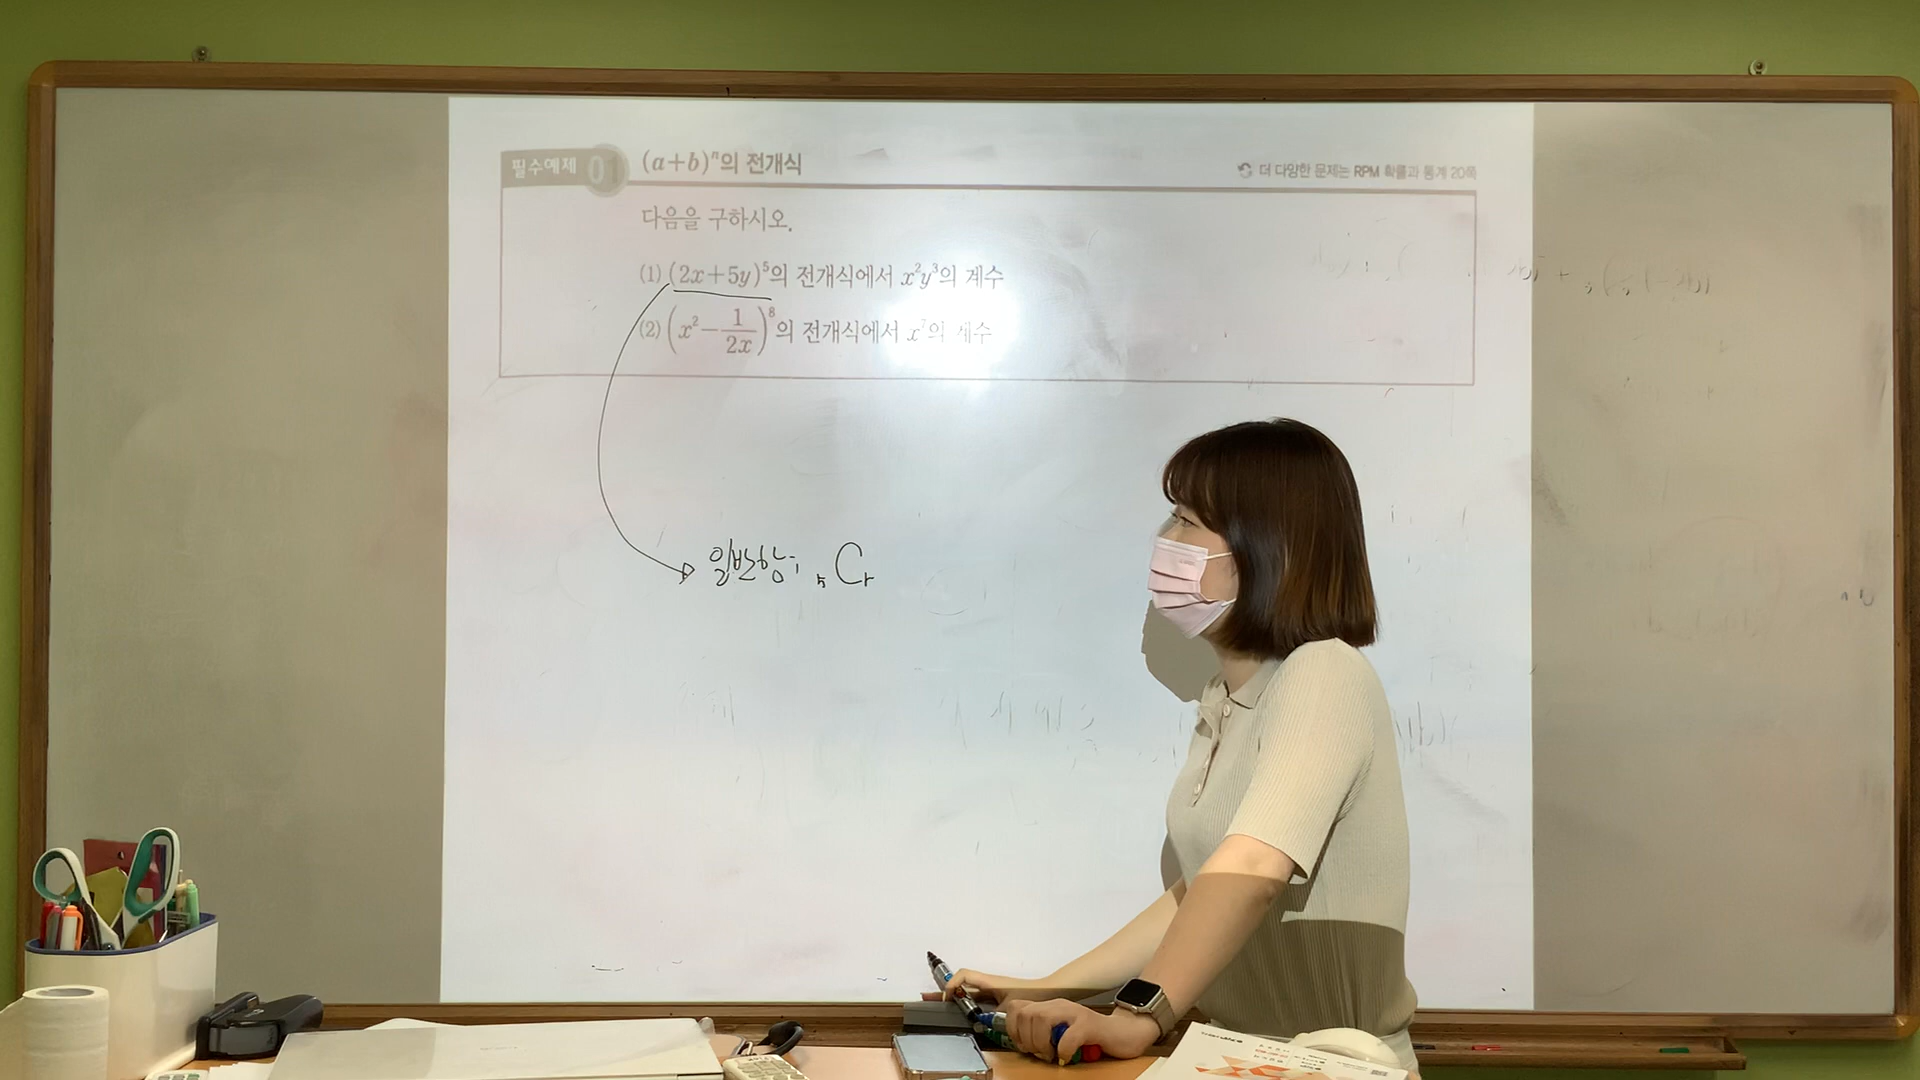 필수예제 01 (a+b)ⁿ의 전개식
더 다양한 문제는 RPM 확률과 통계 20쪽
다음을 구하시오.
(1) (2x+5y)⁵의 전개식에서 x²y³의 계수
(2) (x²-1/2x)⁸의 전개식에서 x⁷의 계수
일반항: ₅Cᵣ